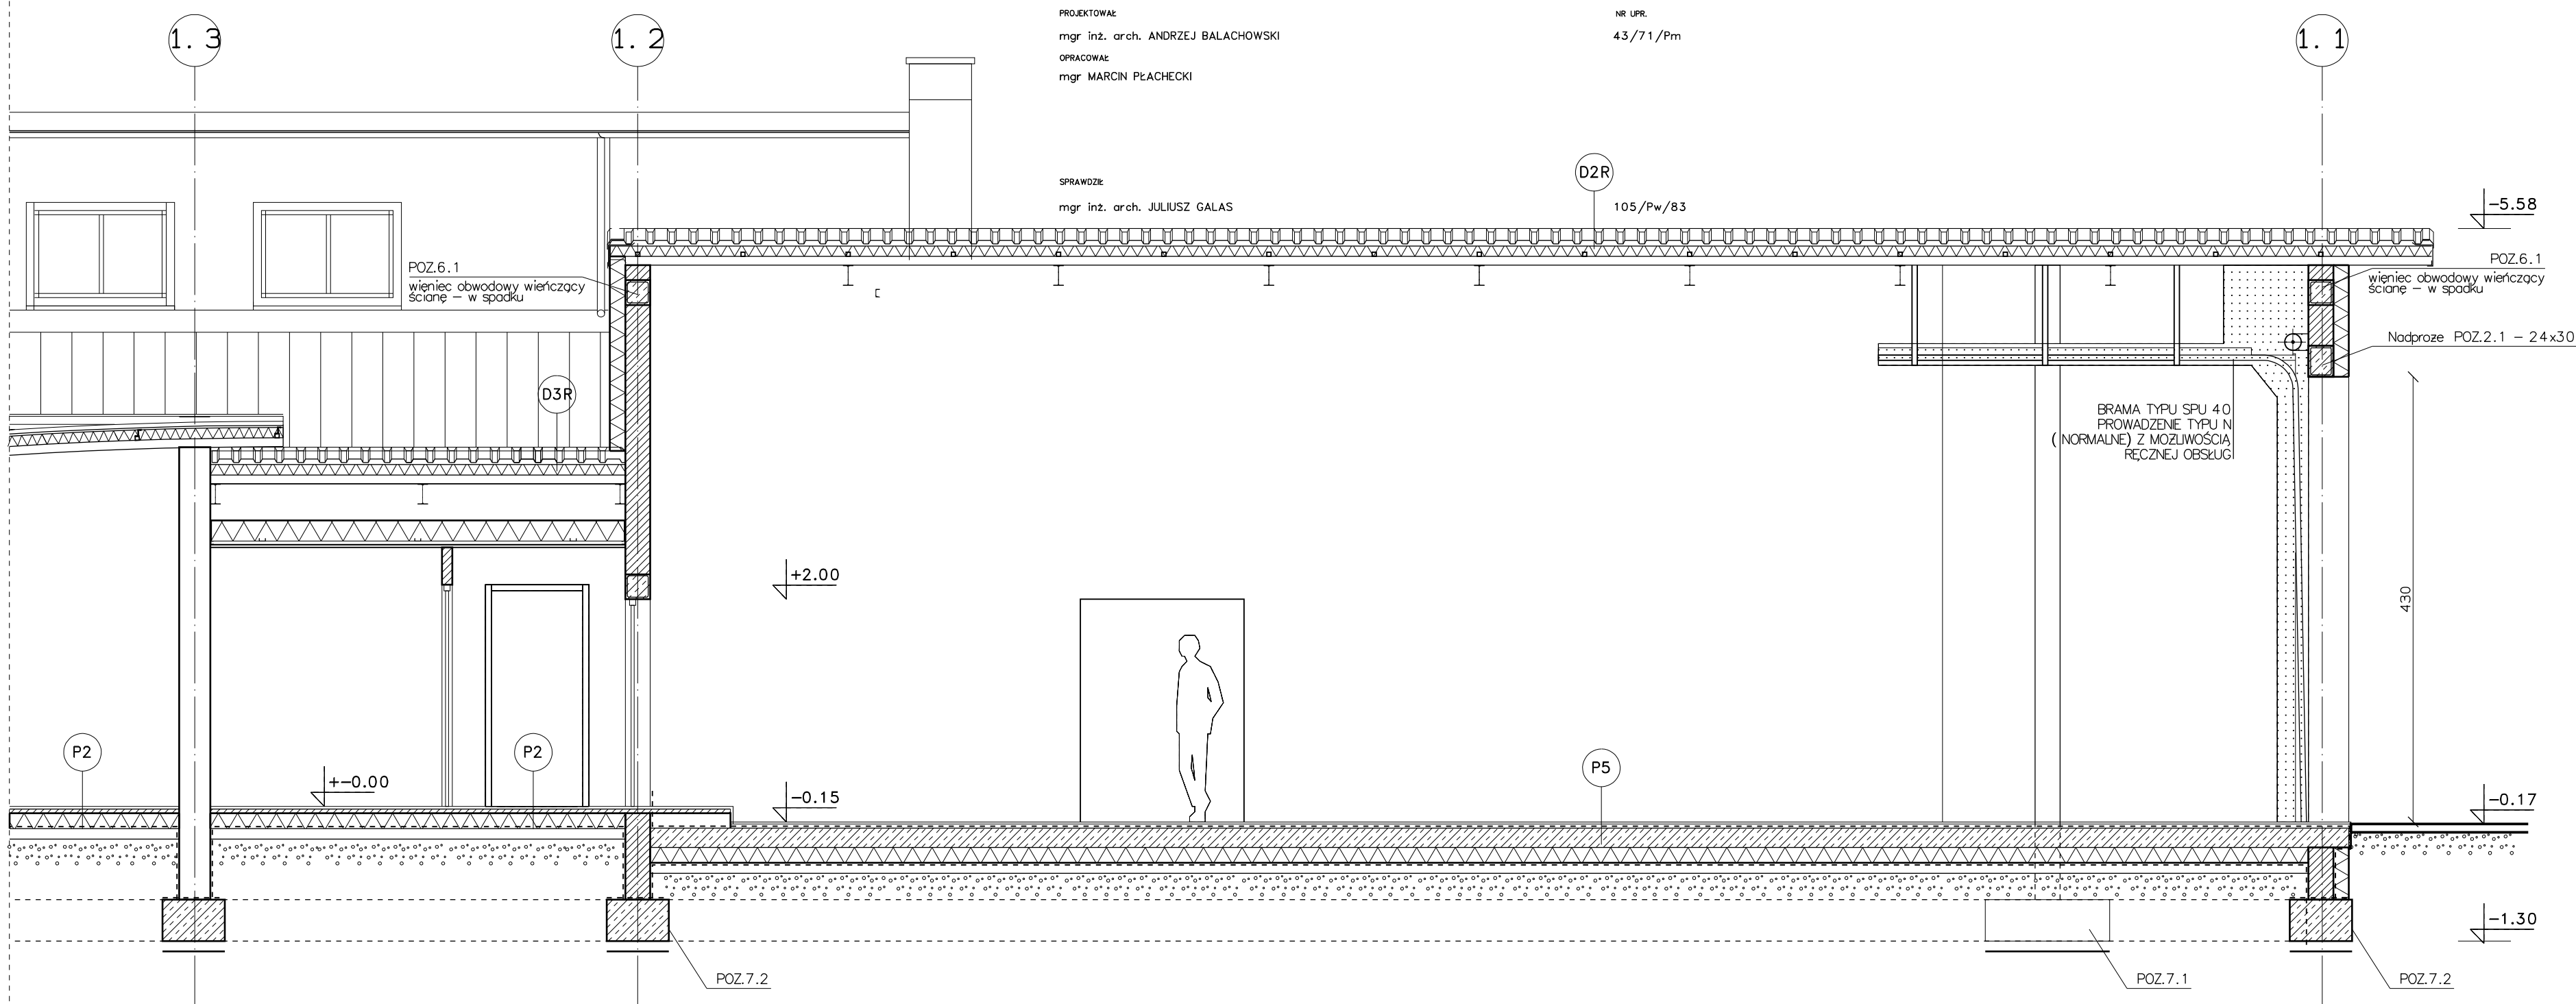 PROJEKTOWAŁ
NR UPR.
mgr inż. arch. ANDRZEJ BALACHOWSKI
43/71/Pm
OPRACOWAŁ
mgr MARCIN PŁACHECKI
1.3
1.2
1.1
SPRAWDZIŁ
mgr inż. arch. JULIUSZ GALAS
105/Pw/83
D2R
-5.58
POZ.6.1
więniec obwodowy wieńczący
ścianę – w spadku
POZ.6.1
więniec obwodowy wieńczący
ścianę – w spadku
Nadproże POZ.2.1 – 24x30
D3R
BRAMA TYPU SPU 40
PROWADZENIE TYPU N
( NORMALNE) Z MOŻLIWOŚCIĄ
RĘCZNEJ OBSŁUG
+2.00
430
P2
P2
P5
+-0.00
-0.15
-0.17
-1.30
POZ.7.2
POZ.7.1
POZ.7.2